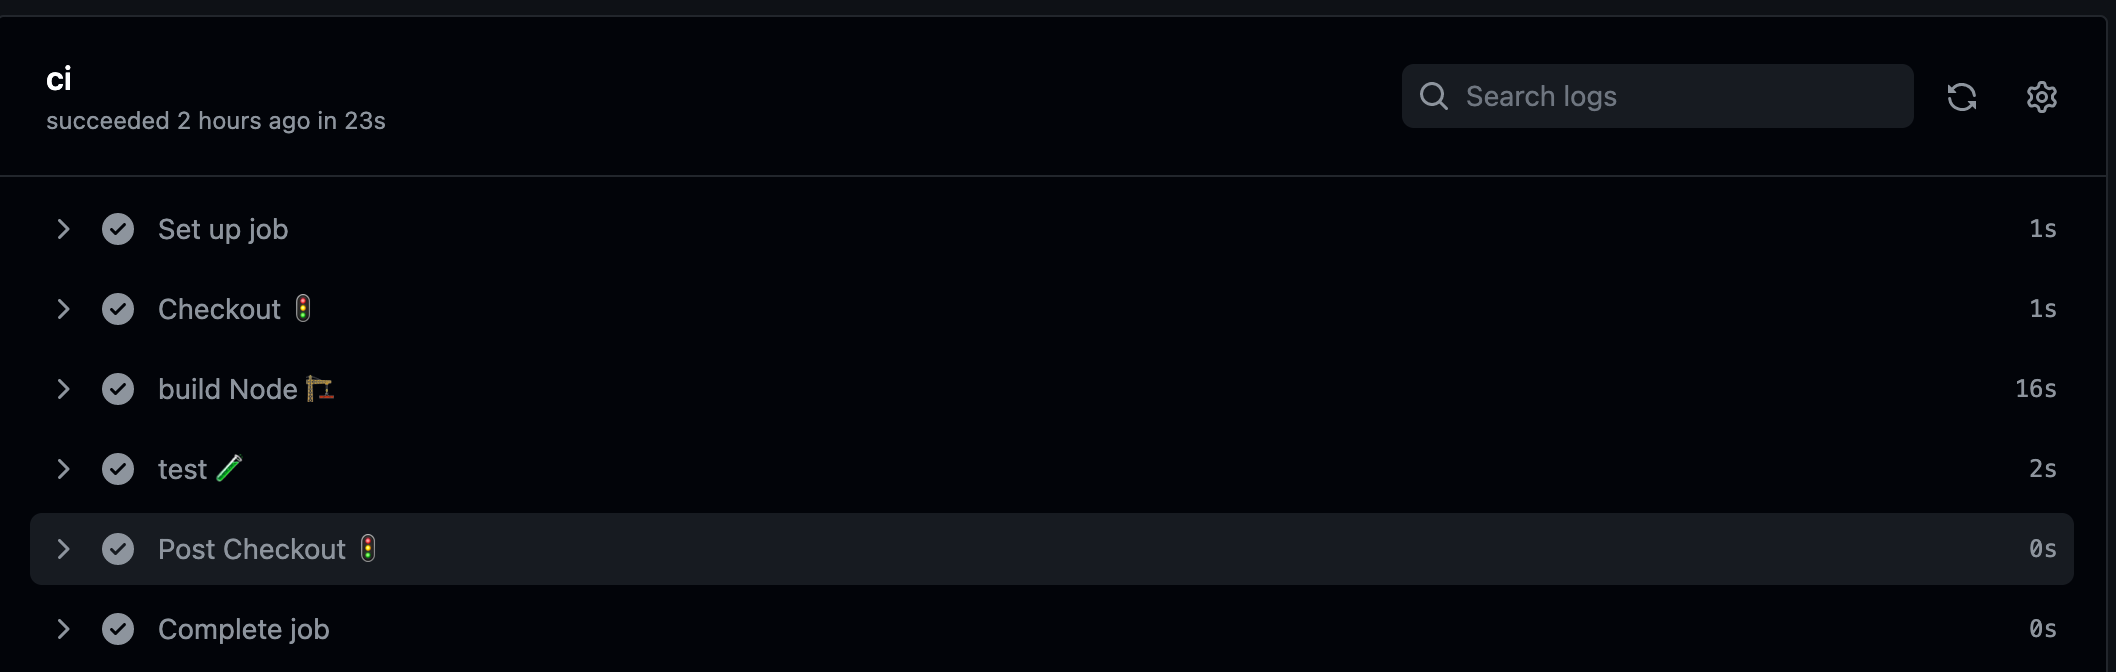 ci
succeeded 2 hours ago in 23s
Search logs
Set up job 1s
Checkout 🚦 1s
build Node 🏗️ 16s
test 🧪 2s
Post Checkout 🚦 0s
Complete job 0s